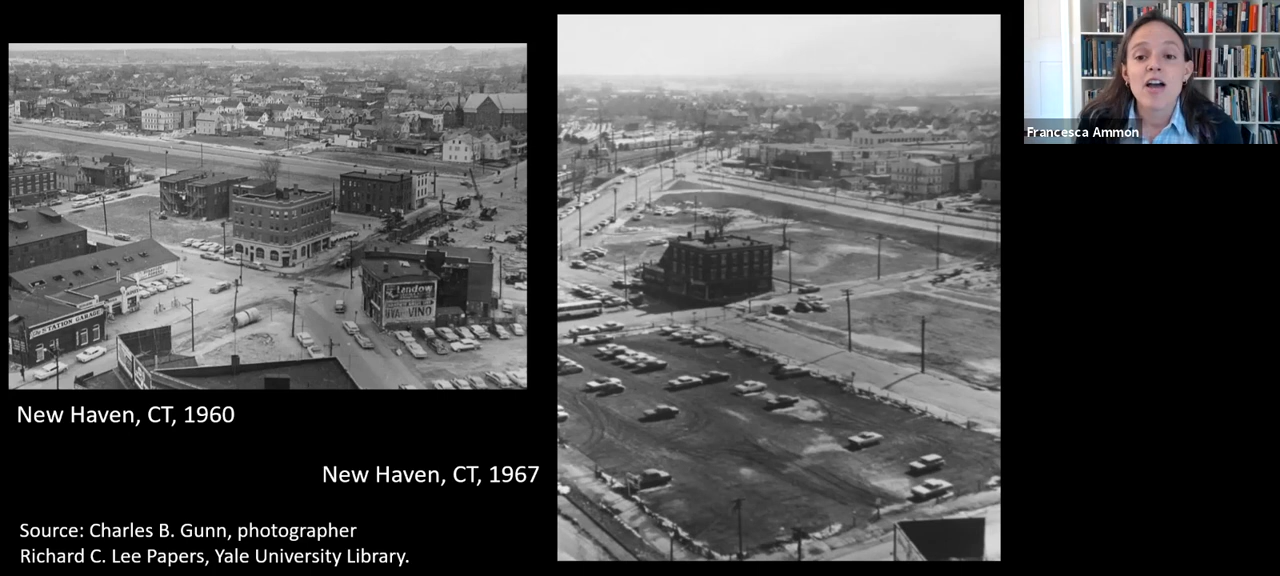 Francesca Ammon
Landow
HYA VINO
STATION GARAGE
New Haven, CT, 1960
New Haven, CT, 1967
Source: Charles B. Gunn, photographer
Richard C. Lee Papers, Yale University Library.